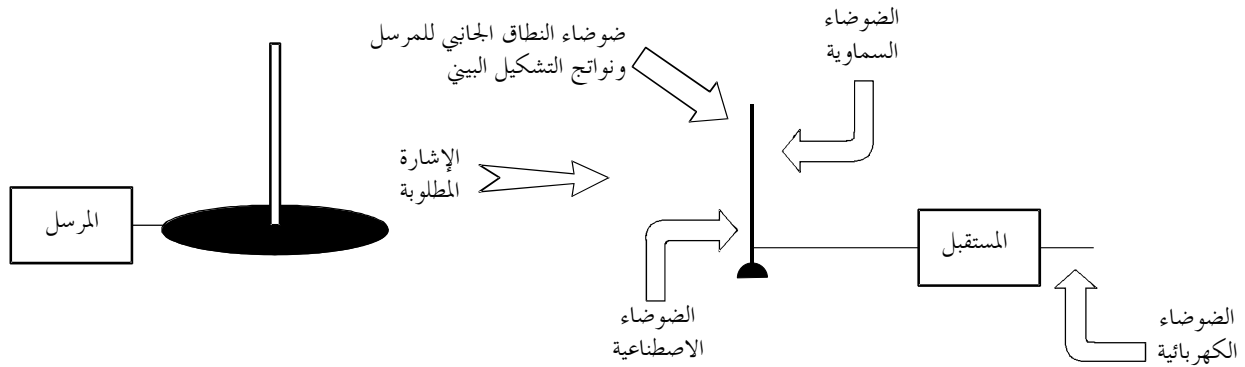 الضوضاء
السماوية
ضوضاء النطاق الجانبي للمرسل
ونواتج التشكيل البيني
الإشارة
المطلوبة
المرسل
المستقبل
الضوضاء
الاصطناعية
الضوضاء
الكهربائية